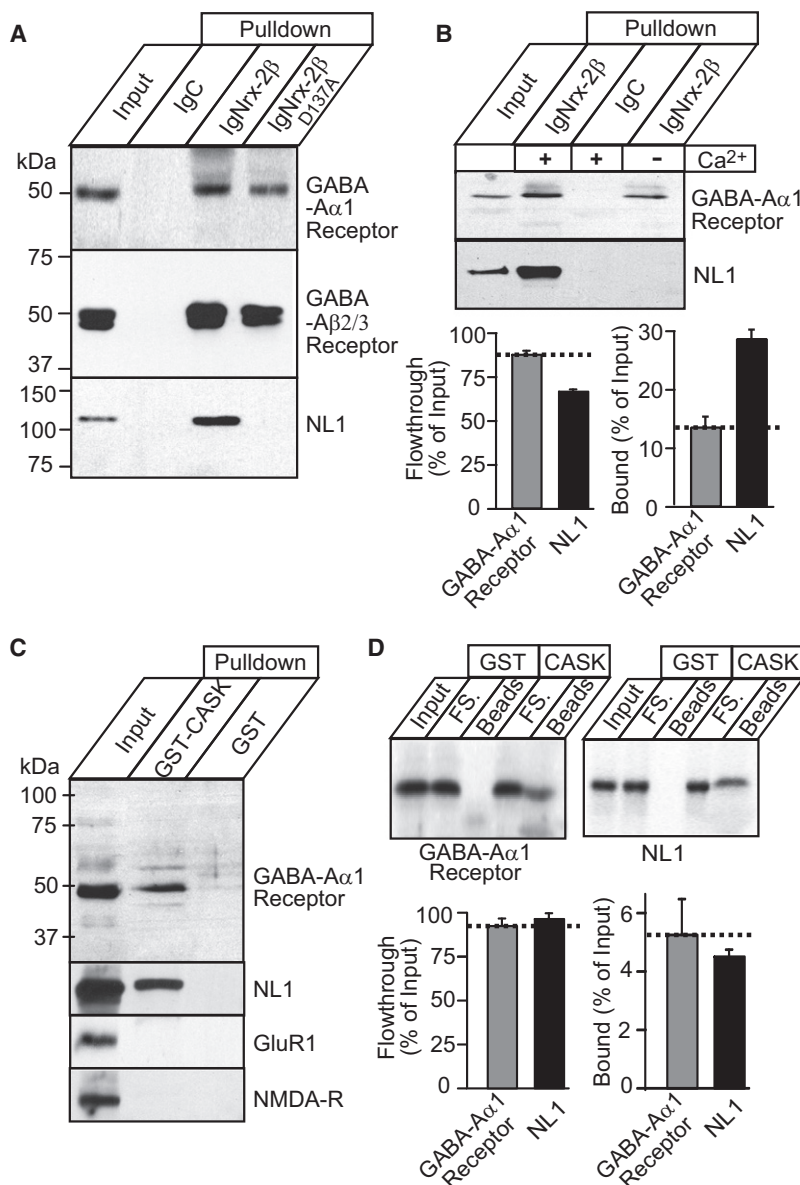 A
Pulldown
Input
IgC
IgNrx-2β
IgNrx-2β
D137A
kDa
50
GABA
-Aα1
Receptor
75
50
37
GABA
-Aβ2/3
Receptor
150
100
75
NL1
B
Pulldown
Input
IgNrx-2β
IgC
IgNrx-2β
+
+
-
Ca2+
GABA-Aα1
Receptor
NL1
100
75
50
25
0
Flowthrough
(% of Input)
GABA-Aα1
Receptor
NL1
30
20
10
0
Bound (% of Input)
GABA-Aα1
Receptor
NL1
C
Pulldown
Input
GST-CASK
GST
kDa
100
75
50
37
GABA-Aα1
Receptor
NL1
GluR1
NMDA-R
D
GST
CASK
Input
FS.
Beads
FS.
Beads
GABA-Aα1
Receptor
GST
CASK
Input
FS.
Beads
FS.
Beads
NL1
100
75
50
25
0
Flowthrough
(% of Input)
GABA-Aα1
Receptor
NL1
6
4
2
0
Bound (% of Input)
GABA-Aα1
Receptor
NL1